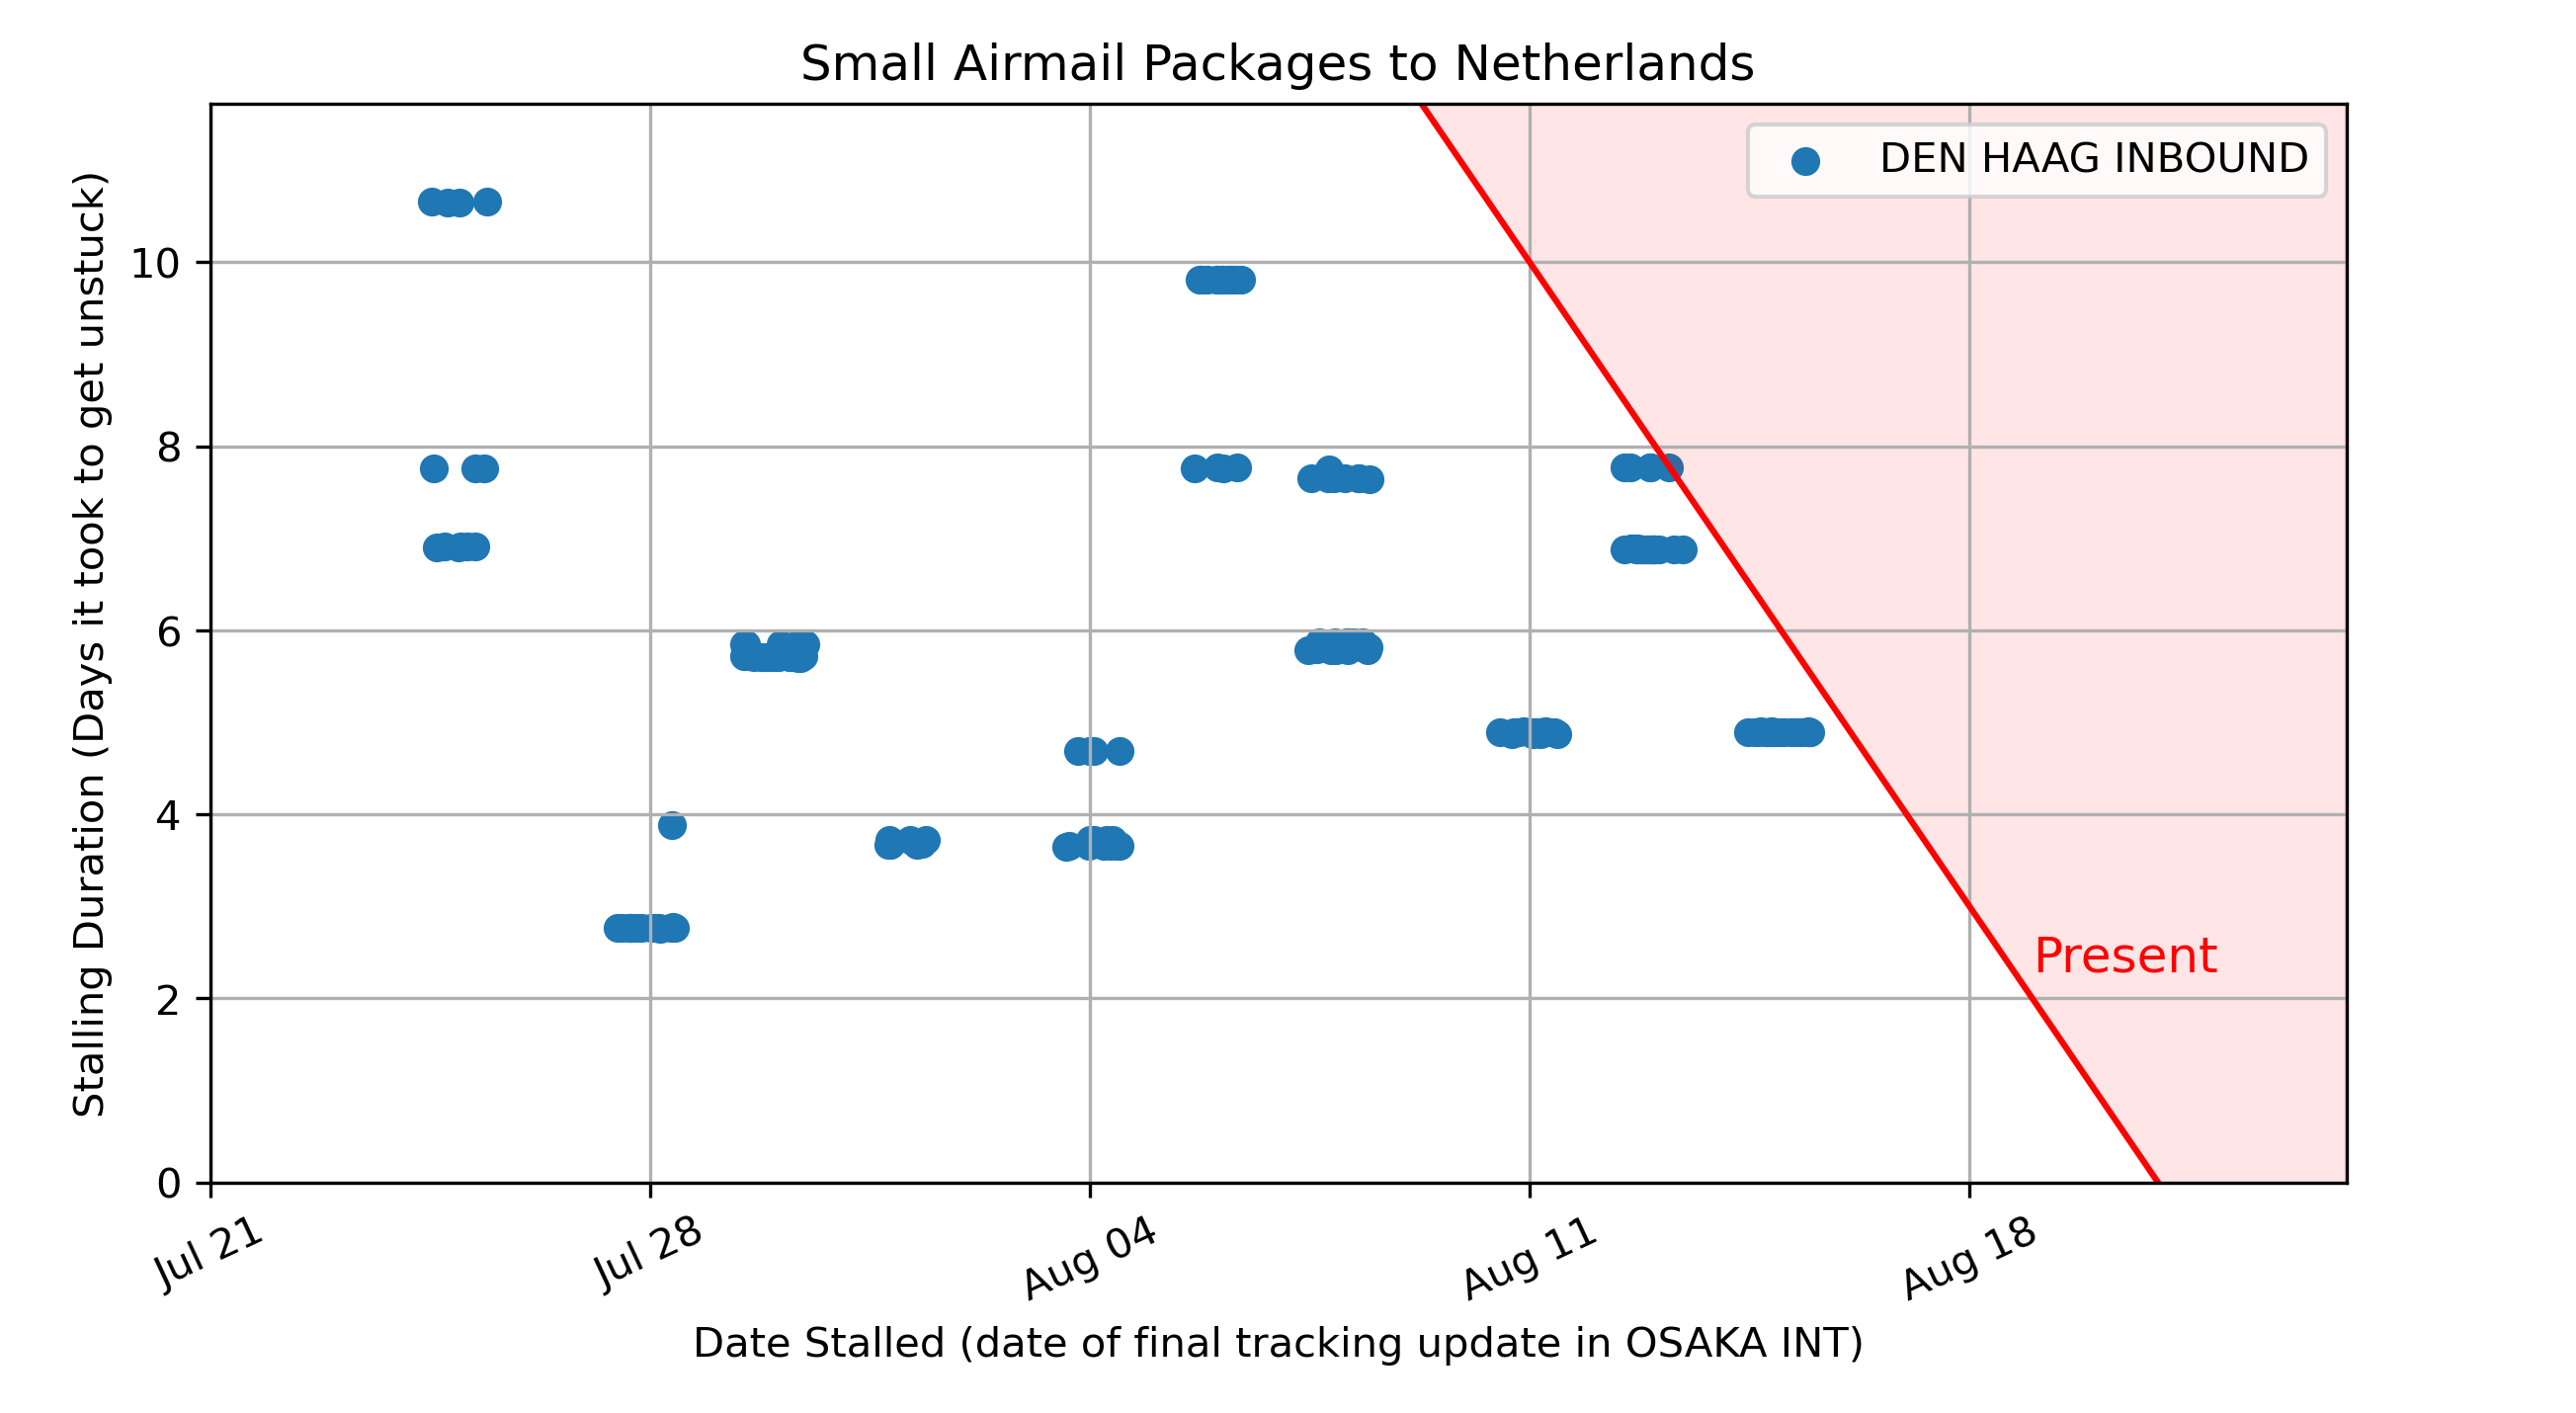 Small Airmail Packages to Netherlands
DEN HAAG INBOUND
Stalling Duration (Days it took to get unstuck)
10
8
6
4
2
0
Present
Jul 21
Jul 28
Aug 04
Aug 11
Aug 18
Date Stalled (date of final tracking update in OSAKA INT)